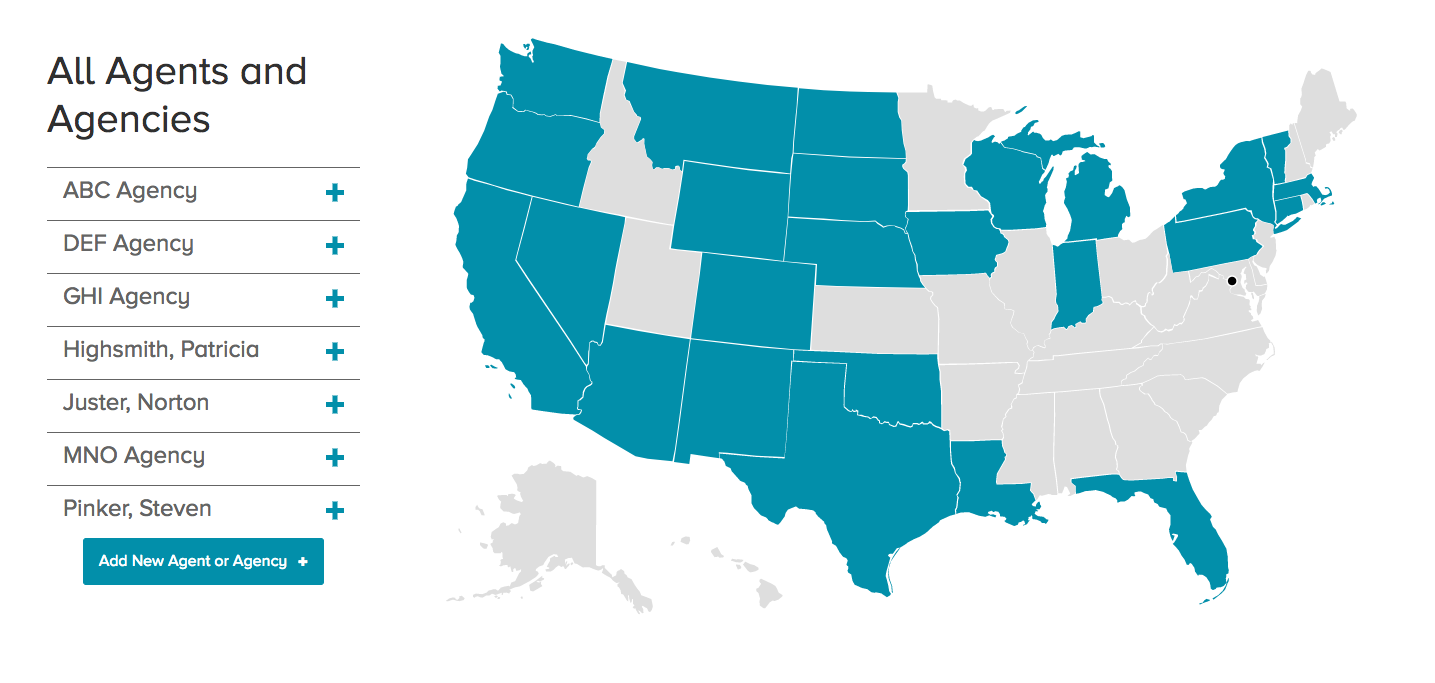 All Agents and
Agencies
ABC Agency
DEF Agency
GHI Agency
Highsmith, Patricia
Juster, Norton
MNO Agency
Pinker, Steven
Add New Agent or Agency +